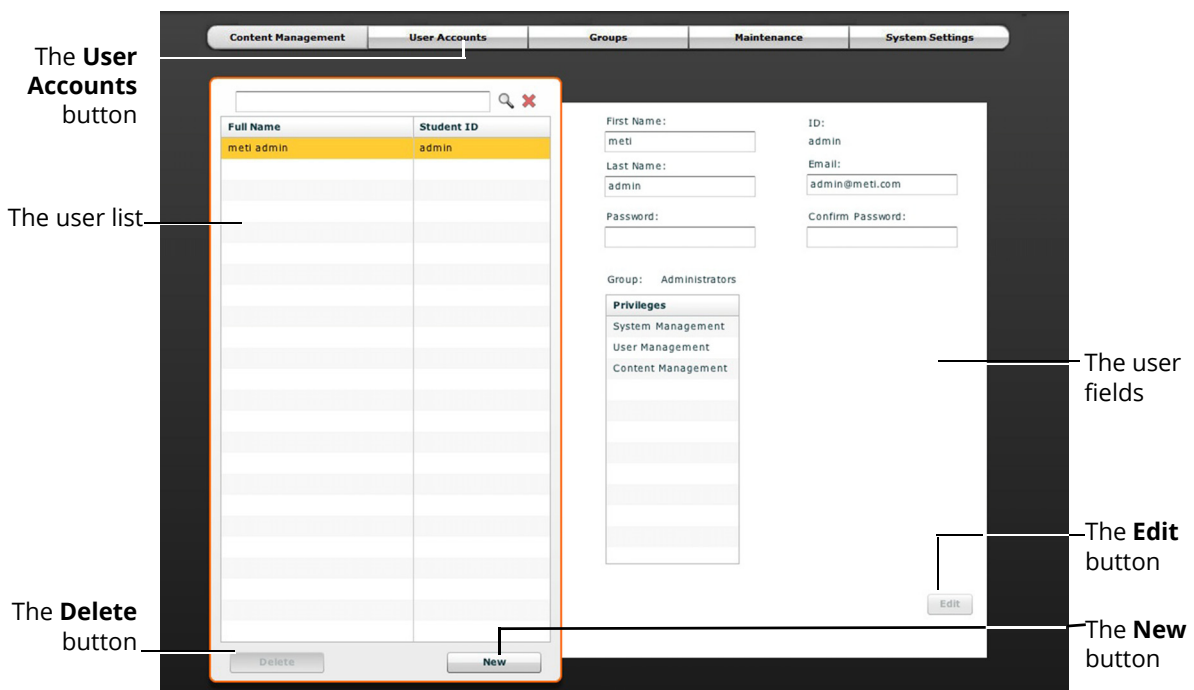 Content Management User Accounts Groups Maintenance System Settings
The User
Accounts
button
Full Name Student ID
meti admin admin
The user list
First Name: ID:
meti admin
Last Name: Email:
admin admin@meti.com
Password: Confirm Password:
Group: Administrators
Privileges
System Management
User Management
Content Management
The user
fields
The Edit
button
Edit
The Delete
button
Delete New
The New
button